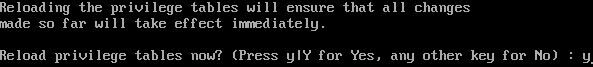 Reloading the privilege tables will ensure that all changes
made so far will take effect immediately.
Reload privilege tables now? (Press y|Y for Yes, any other key for No) : y